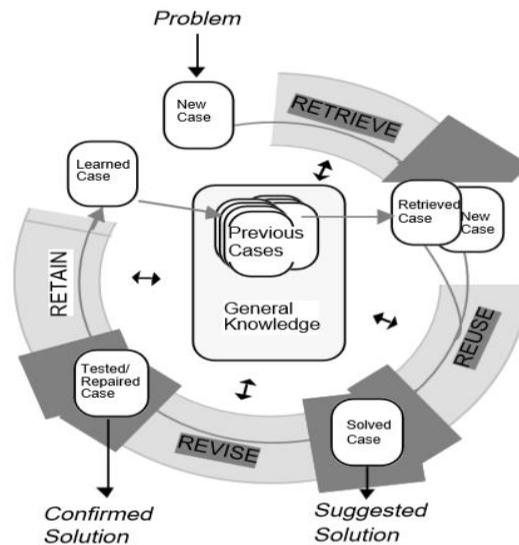 Problem
New
Case
RETRIEVE
Learned
Case
Retrieved
Case
New
Case
Previous
Cases
General
Knowledge
RETAIN
REUSE
Tested/
Repaired
Case
Solved
Case
REVISE
Confirmed
Solution
Suggested
Solution